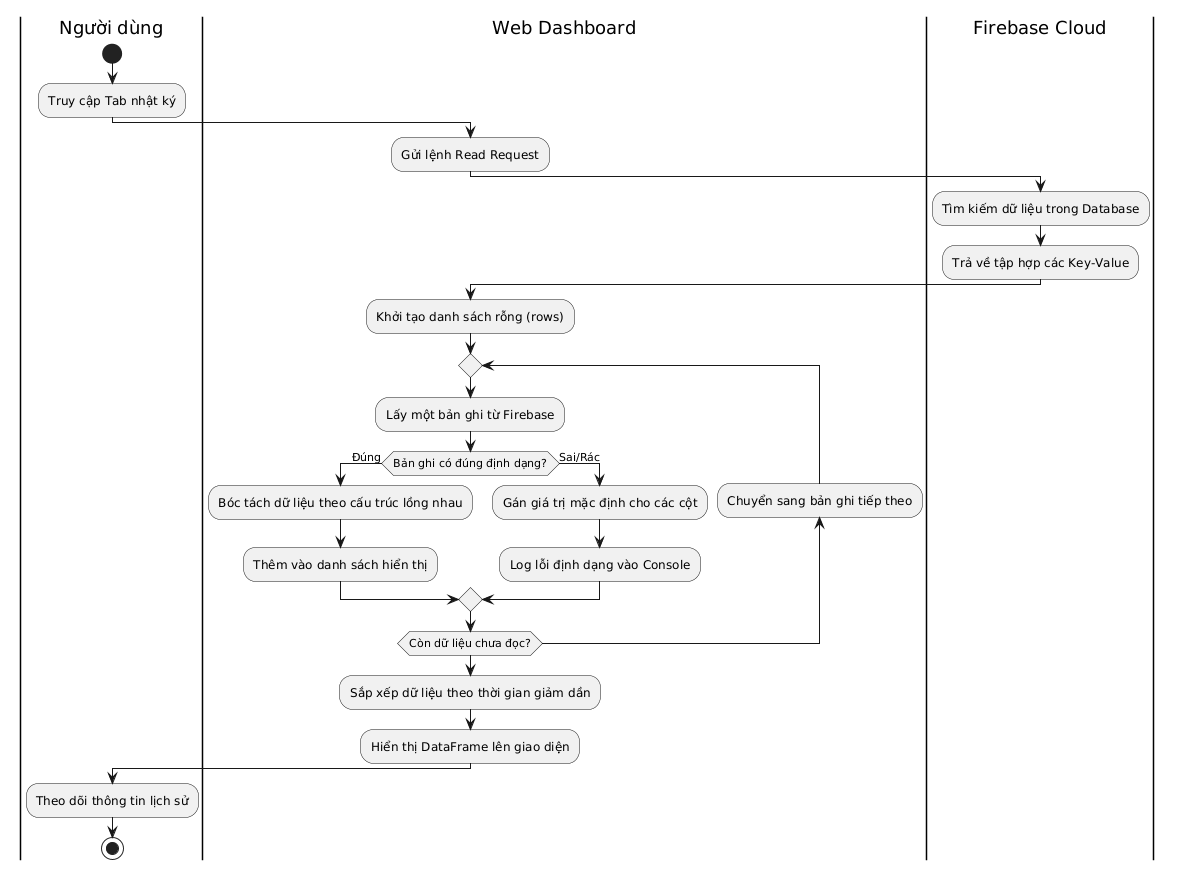 Người dùng
Web Dashboard
Firebase Cloud
Truy cập Tab nhật ký
Gửi lệnh Read Request
Tìm kiếm dữ liệu trong Database
Trả về tập hợp các Key-Value
Khởi tạo danh sách rỗng (rows)
Lấy một bản ghi từ Firebase
Bản ghi có đúng định dạng?
Đúng
Sai/Rác
Bóc tách dữ liệu theo cấu trúc lồng nhau
Gán giá trị mặc định cho các cột
Chuyển sang bản ghi tiếp theo
Thêm vào danh sách hiển thị
Log lỗi định dạng vào Console
Còn dữ liệu chưa đọc?
Sắp xếp dữ liệu theo thời gian giảm dần
Hiển thị DataFrame lên giao diện
Theo dõi thông tin lịch sử